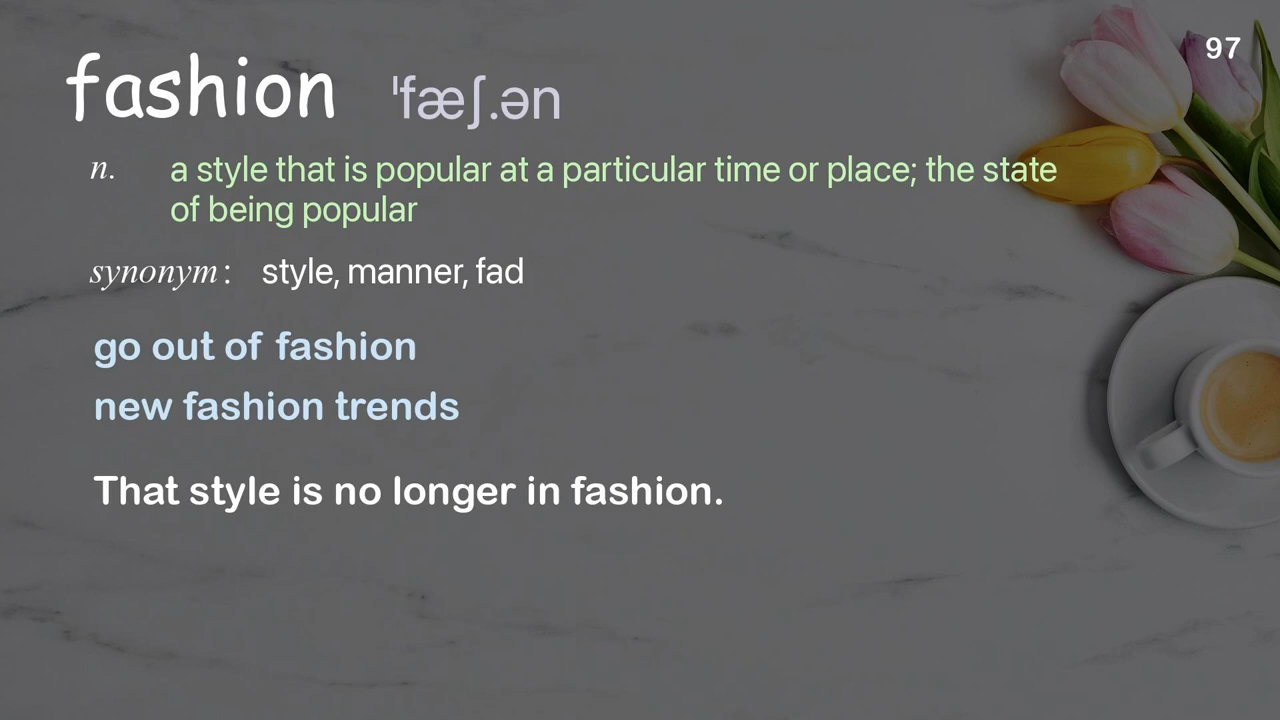 97
fashion ˈfæʃ.ən
n. a style that is popular at a particular time or place; the state
of being popular
synonym: style, manner, fad
go out of fashion
new fashion trends
That style is no longer in fashion.